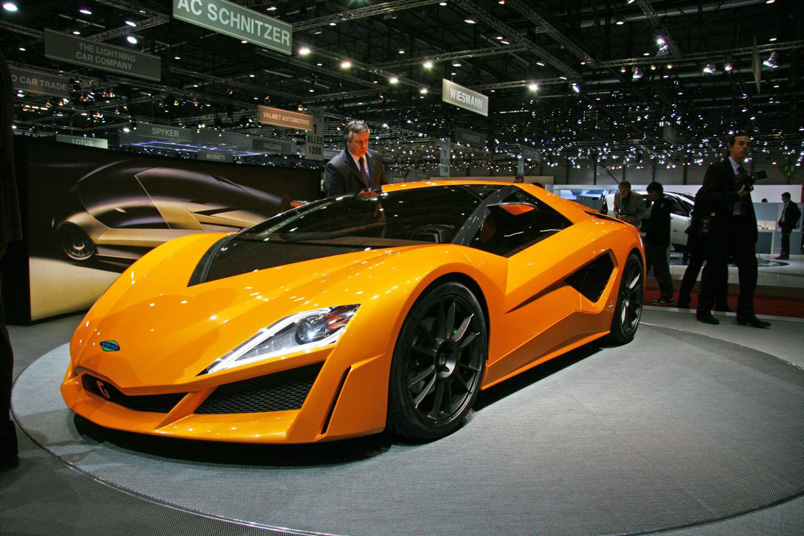 AC SCHNITZER
THE LIGHTNING
CAR COMPANY
CAR TRADE
WIESMANN
VALMET AUTOMOTIVE
SPYKER
LOTUS
G